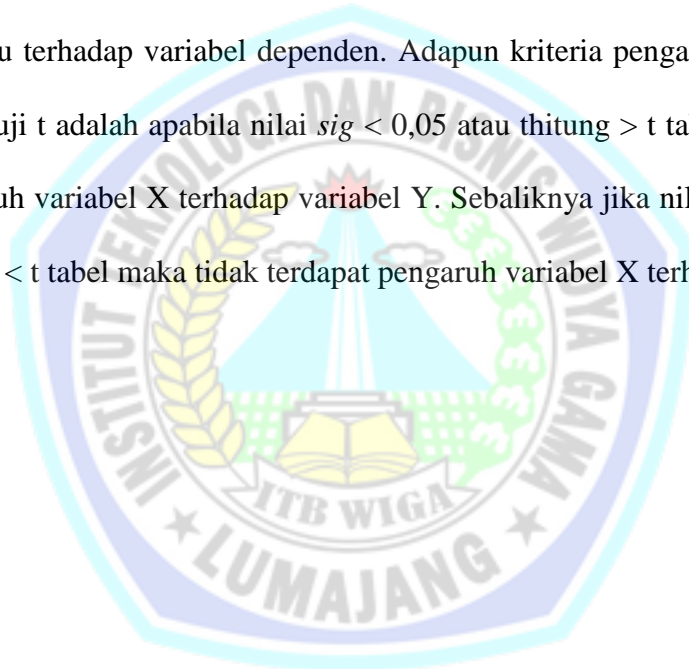 u terhadap variabel dependen. Adapun kriteria penga
uji t adalah apabila nilai sig < 0,05 atau thitung > t ta
uh variabel X terhadap variabel Y. Sebaliknya jika nil
< t tabel maka tidak terdapat pengaruh variabel X terh
INSTITUT TEKNOLOGI DAN BISNIS WIDYA GAMA
ITB WIGA
LUMAJANG